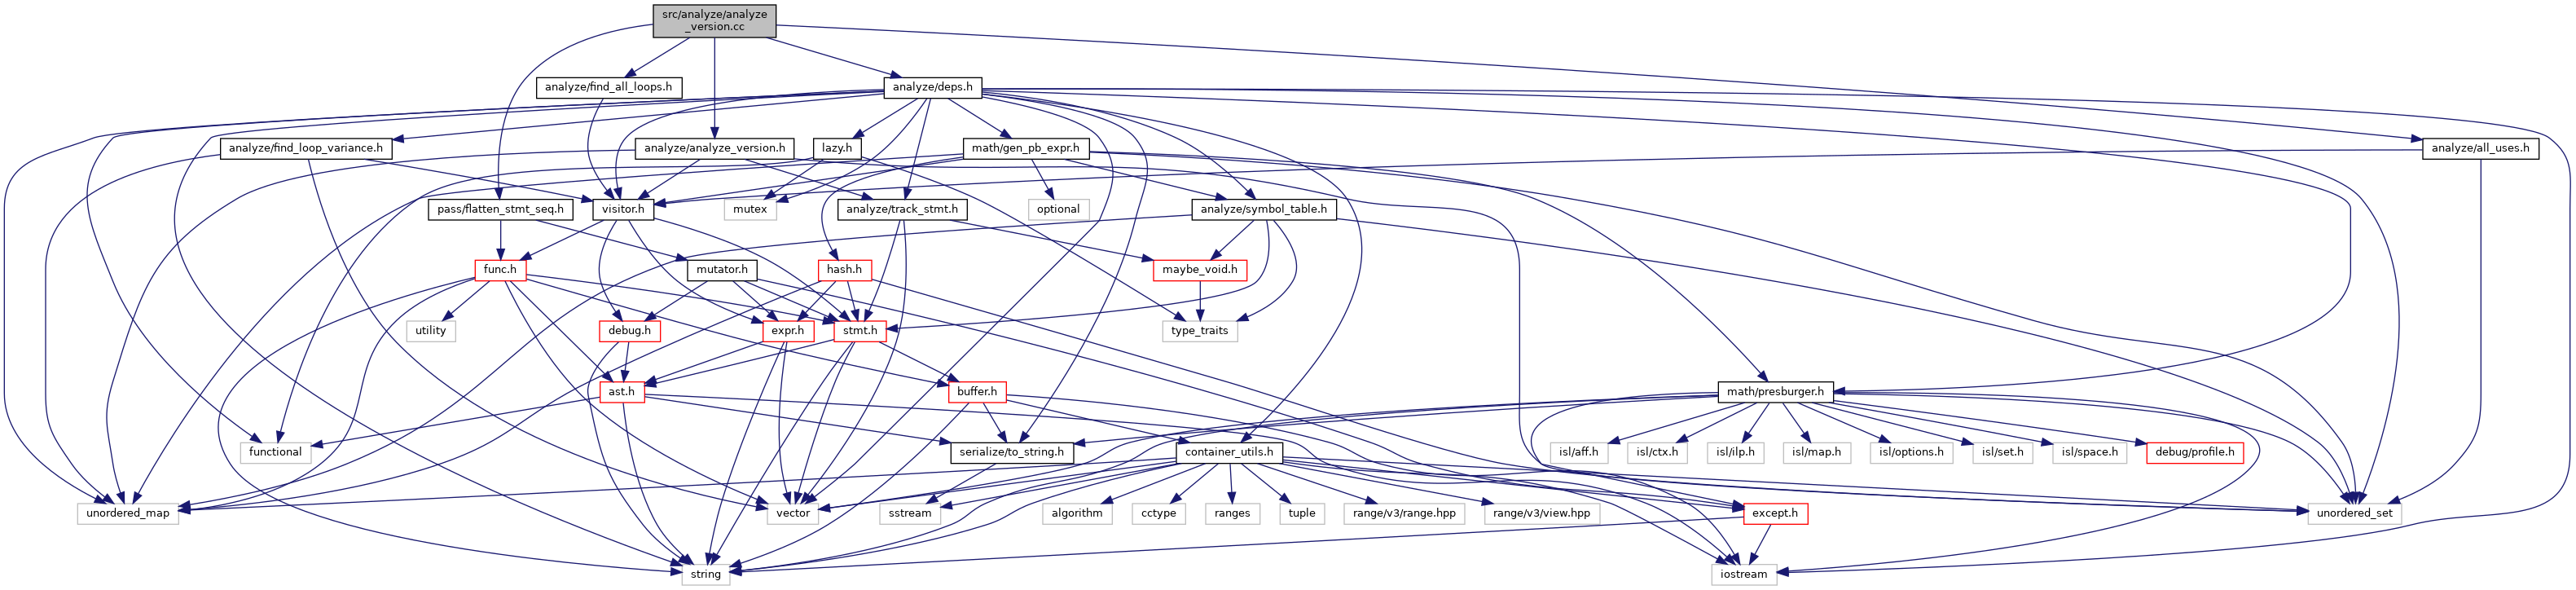 src/analyze/analyze
_version.cc
analyze/find_all_loops.h
analyze/deps.h
analyze/find_loop_variance.h
analyze/analyze_version.h
lazy.h
math/gen_pb_expr.h
analyze/all_uses.h
pass/flatten_stmt_seq.h
visitor.h
mutex
analyze/track_stmt.h
optional
analyze/symbol_table.h
func.h
mutator.h
hash.h
maybe_void.h
utility
debug.h
expr.h
stmt.h
type_traits
ast.h
buffer.h
math/presburger.h
functional
serialize/to_string.h
container_utils.h
isl/aff.h
isl/ctx.h
isl/ilp.h
isl/map.h
isl/options.h
isl/set.h
isl/space.h
debug/profile.h
unordered_map
vector
sstream
algorithm
cctype
ranges
tuple
range/v3/range.hpp
range/v3/view.hpp
except.h
unordered_set
string
iostream